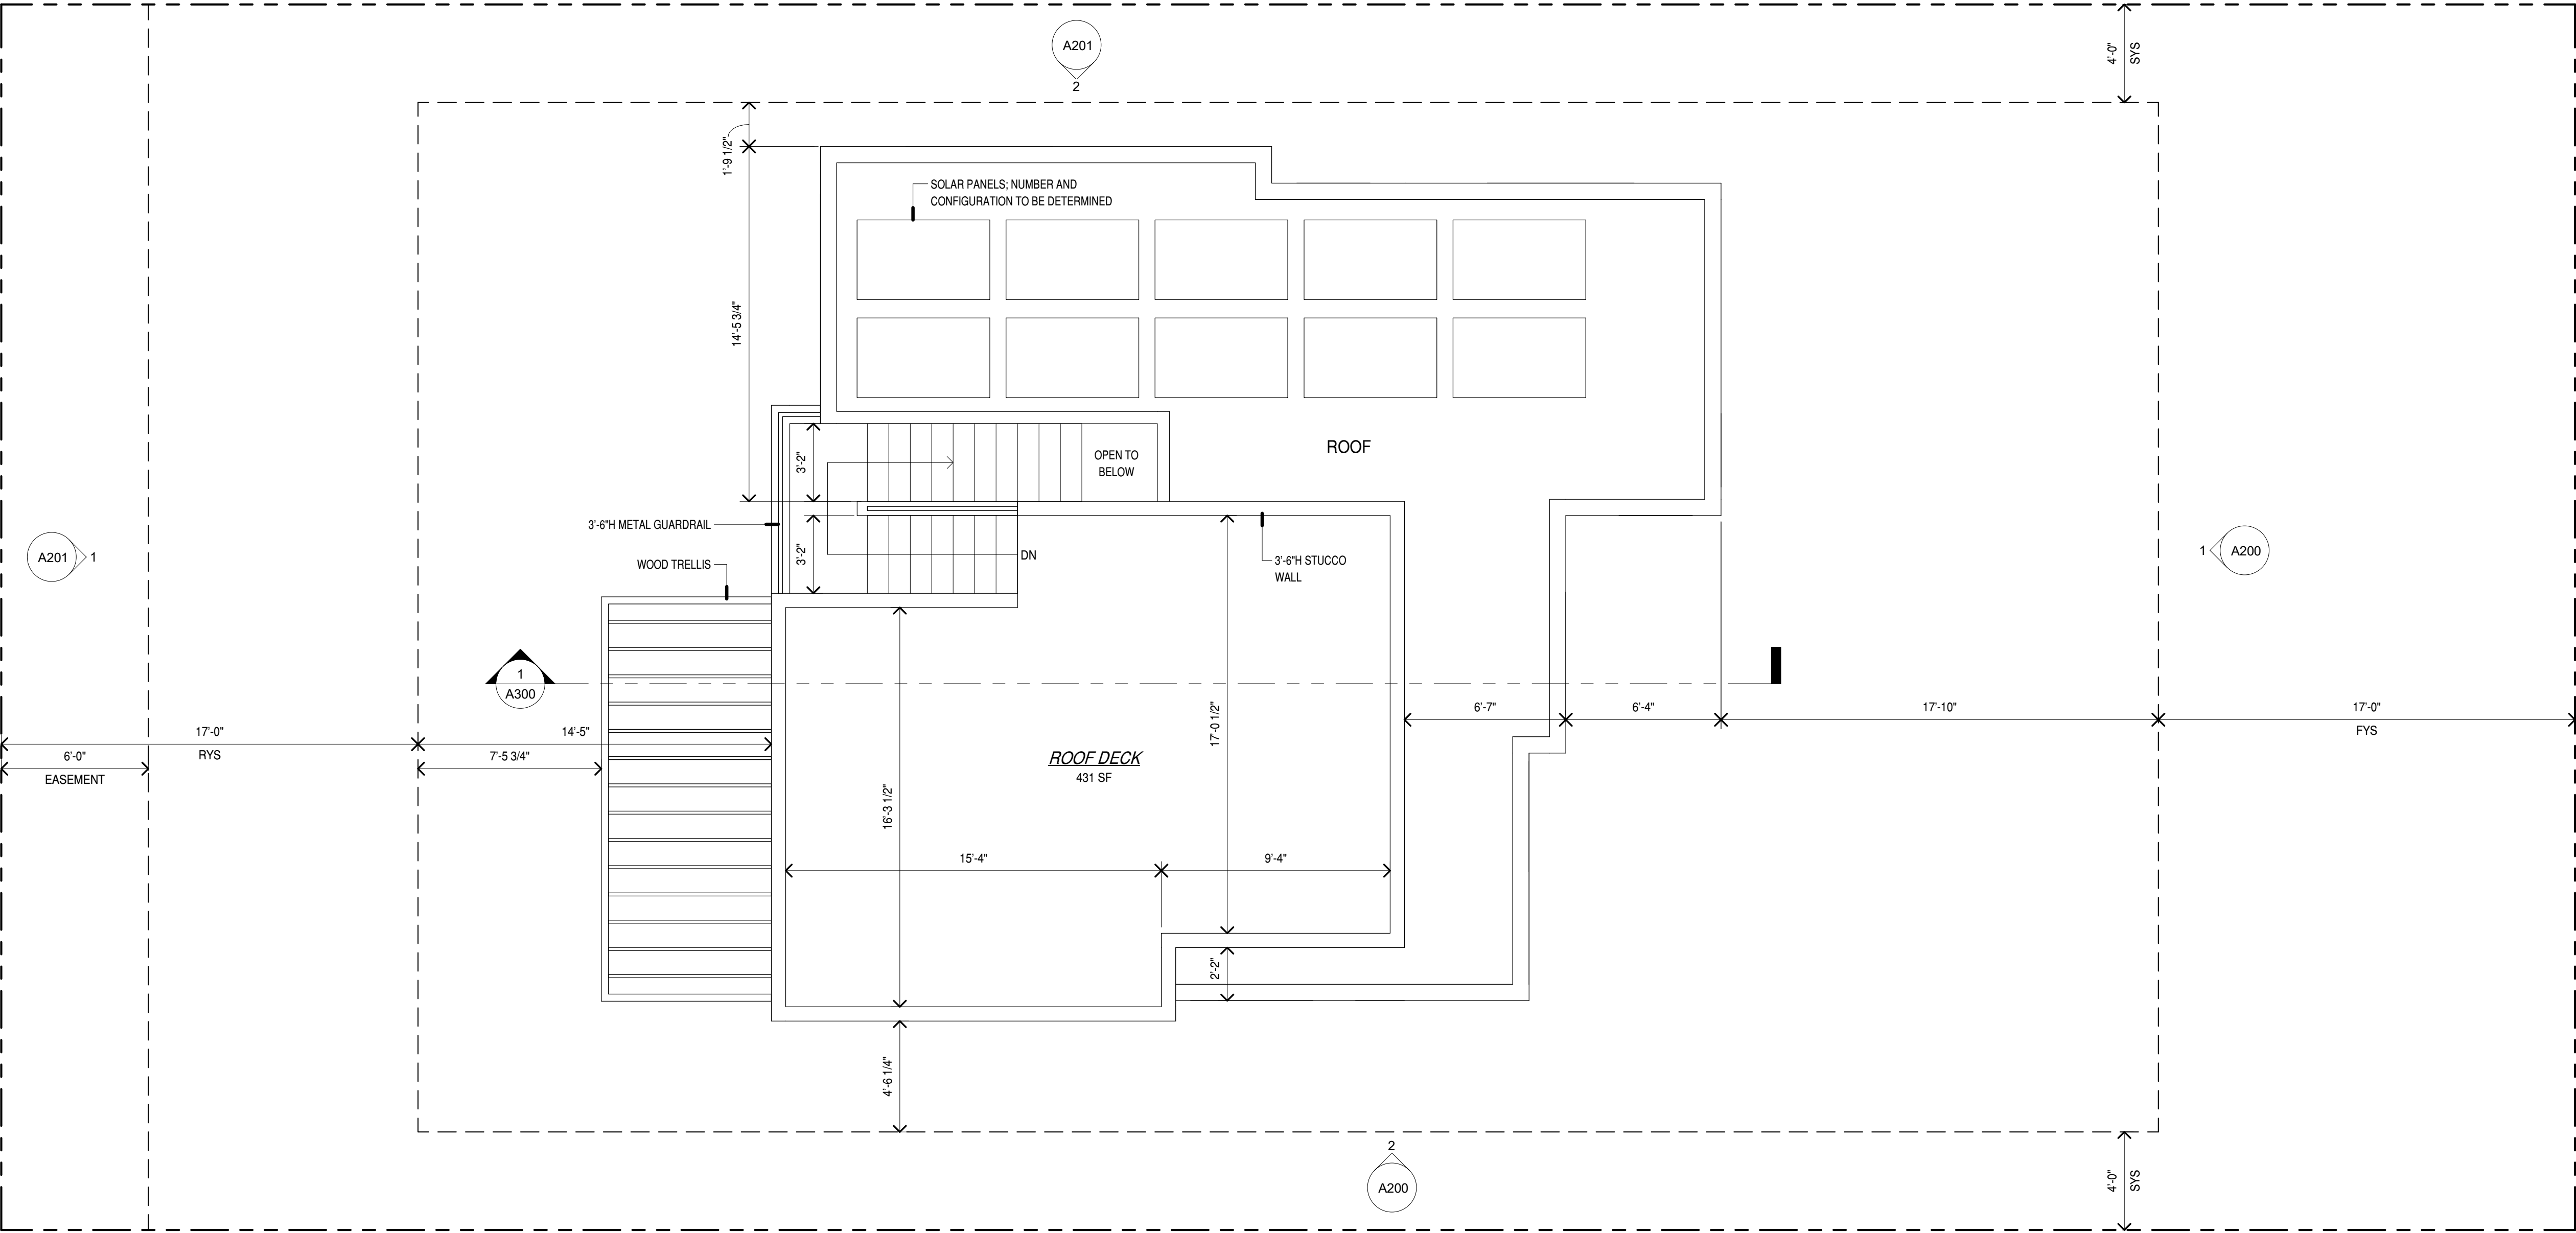 A201
2
4'-0"
SYS
1'-9 1/2"
SOLAR PANELS; NUMBER AND
CONFIGURATION TO BE DETERMINED
14'-5 3/4"
ROOF
OPEN TO
BELOW
3'-2"
3'-6"H METAL GUARDRAIL
3'-2"
DN
WOOD TRELLIS
3'-6"H STUCCO
WALL
A201
1
1
A200
1
A300
17'-0"
RYS
6'-0"
EASEMENT
14'-5"
7'-5 3/4"
17'-0 1/2"
6'-7"
6'-4"
17'-10"
17'-0"
FYS
ROOF DECK
431 SF
16'-3 1/2"
15'-4"
9'-4"
2'-2"
4'-6 1/4"
2
A200
4'-0"
SYS